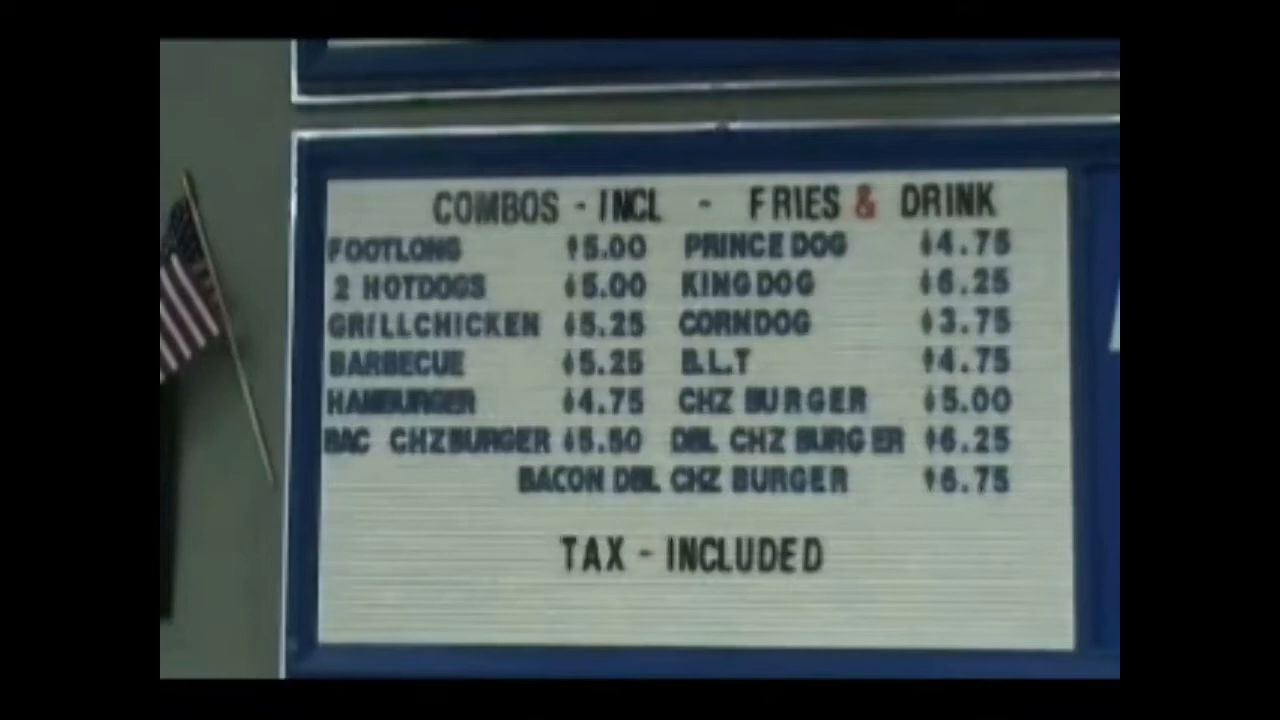 COMBOS - INCL - FRIES & DRINK
FOOTLONG $5.00 PRINCE DOG $4.75
2 HOTDOGS $5.00 KING DOG $6.25
GRILLCHICKEN $5.25 CORNDOG $3.75
BARBECUE $5.25 B.L.T $4.75
HAMBURGER $4.75 CHZ BURGER $5.00
BAC CHZBURGER $5.50 DBL CHZ BURGER $6.25
BACON DBL CHZ BURGER $6.75
TAX - INCLUDED